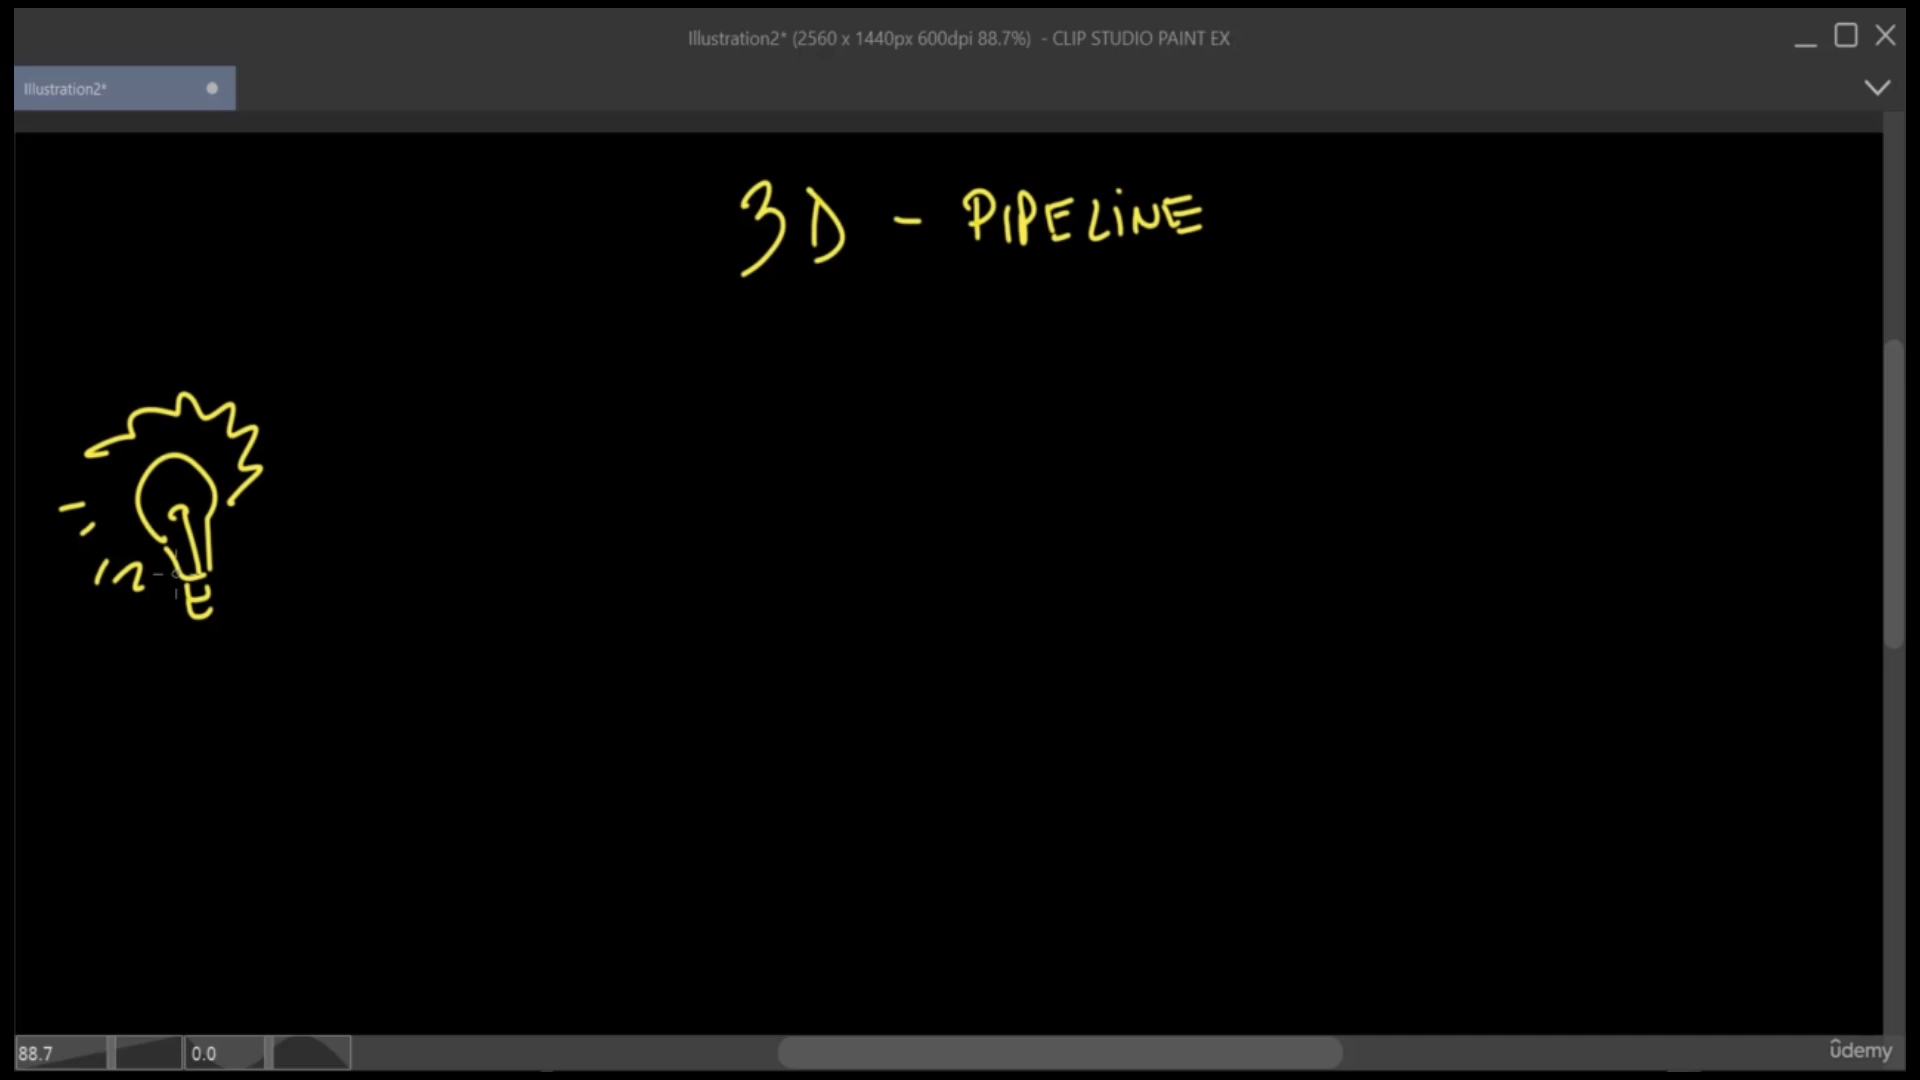 Illustration2* (2560 x 1440px 600dpi 88.7%) - CLIP STUDIO PAINT EX
Illustration2*
3D - PIPELINE
88.7
0.0
ûdemy